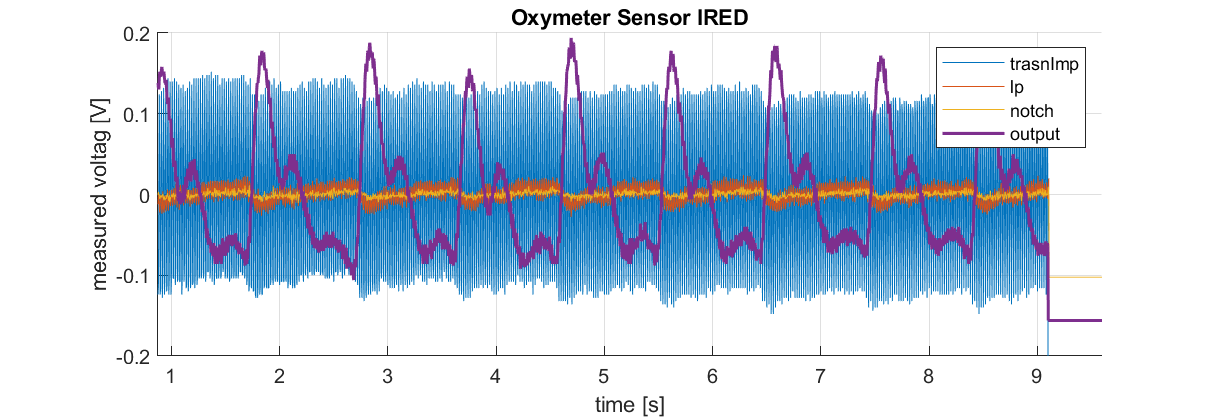 Oxymeter Sensor IRED
measured voltag [V]
0.2
0.1
0
-0.1
-0.2
trasnImp
lp
notch
output
1 2 3 4 5 6 7 8 9
time [s]